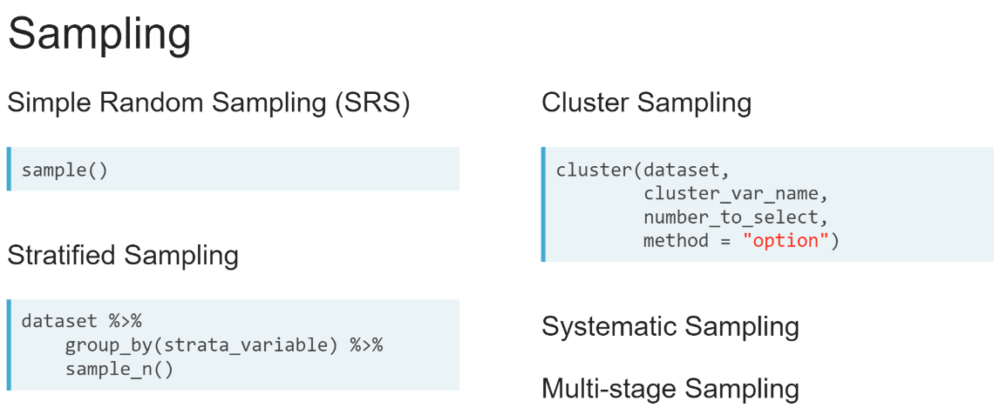 Sampling
Simple Random Sampling (SRS)
sample()
Stratified Sampling
dataset %>%
group_by(strata_variable) %>%
sample_n()
Cluster Sampling
cluster(dataset,
cluster_var_name,
number_to_select,
method = "option")
Systematic Sampling
Multi-stage Sampling